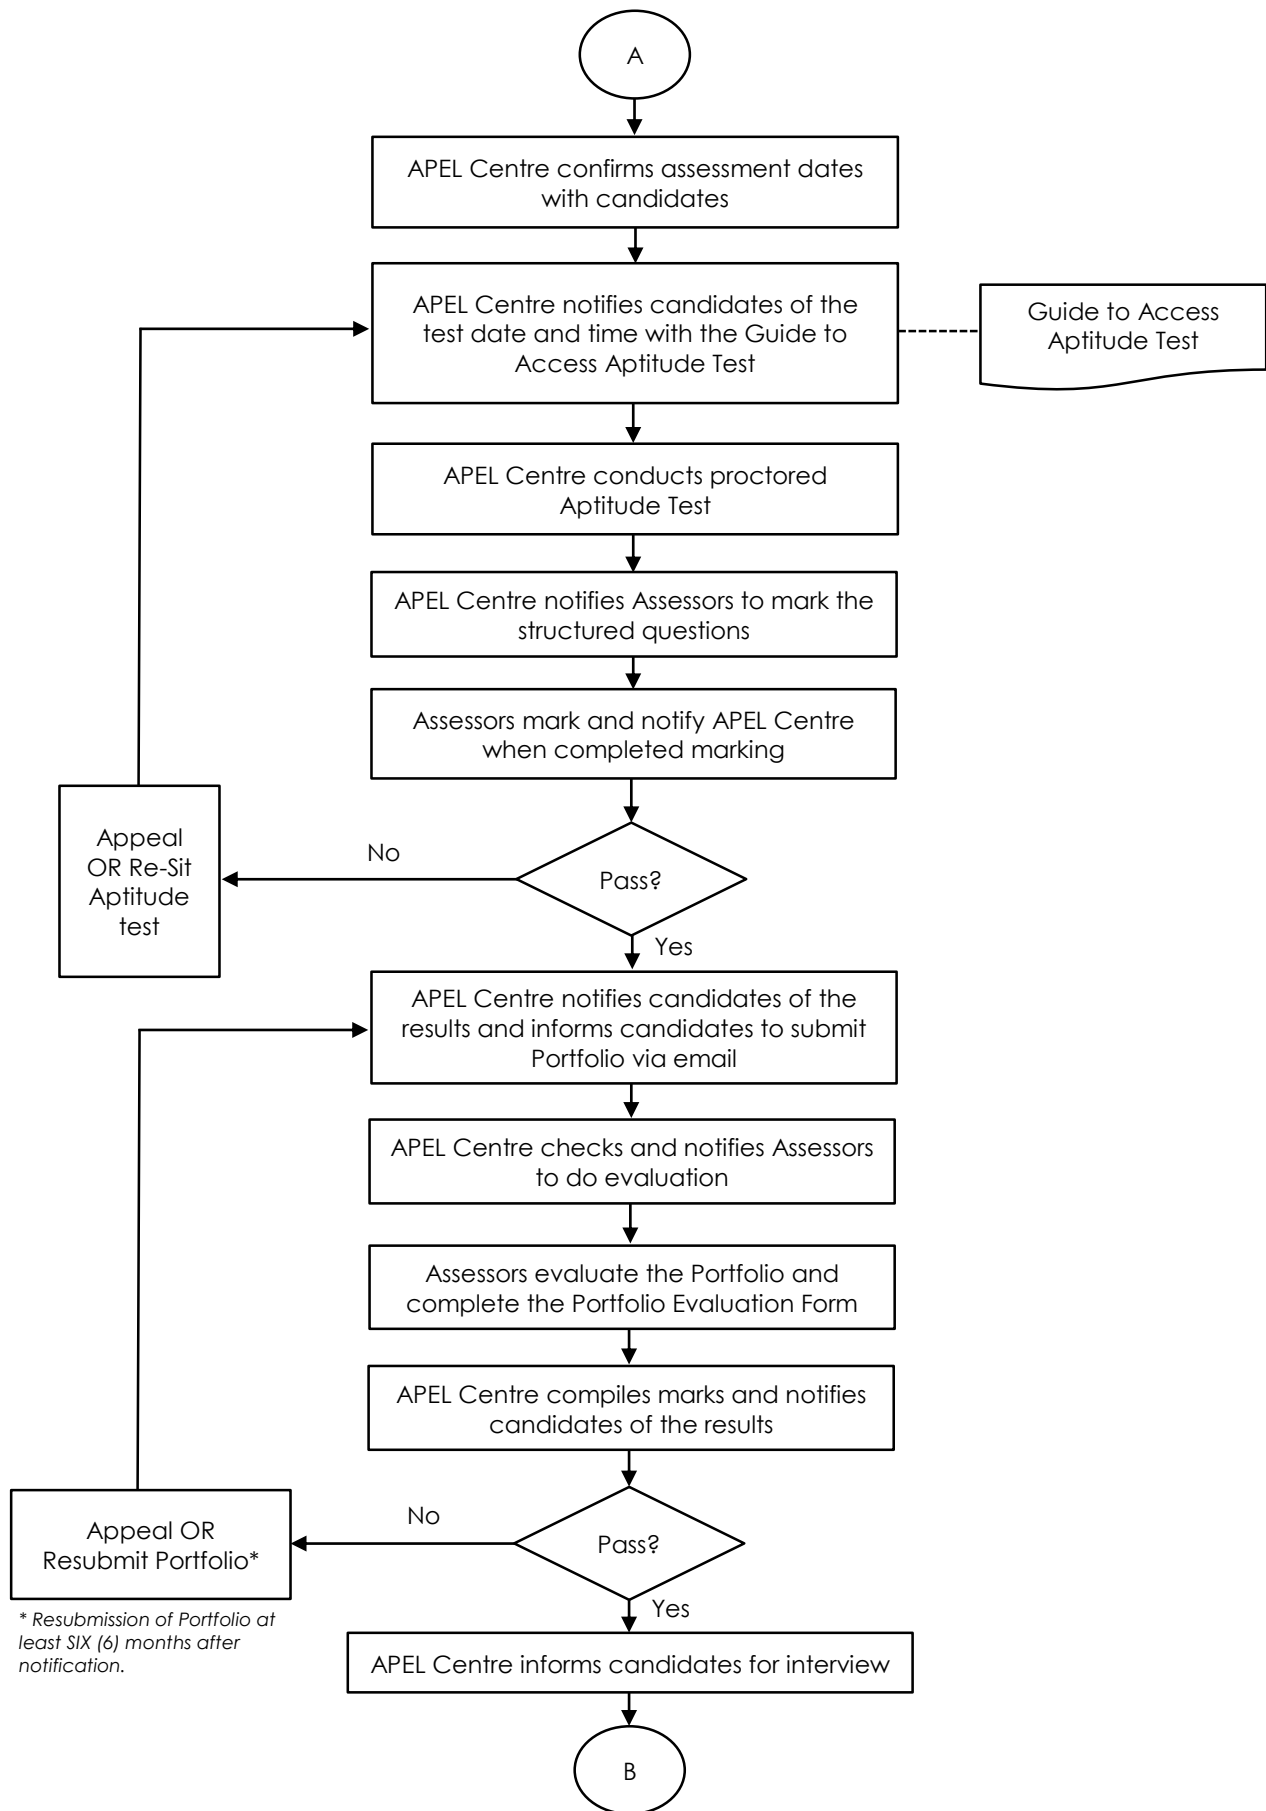 A
APEL Centre confirms assessment dates
with candidates
APEL Centre notifies candidates of the
test date and time with the Guide to
Access Aptitude Test
Guide to Access
Aptitude Test
APEL Centre conducts proctored
Aptitude Test
APEL Centre notifies Assessors to mark the
structured questions
Assessors mark and notify APEL Centre
when completed marking
Appeal
OR Re-Sit
Aptitude
test
No
Pass?
Yes
APEL Centre notifies candidates of the
results and informs candidates to submit
Portfolio via email
APEL Centre checks and notifies Assessors
to do evaluation
Assessors evaluate the Portfolio and
complete the Portfolio Evaluation Form
APEL Centre compiles marks and notifies
candidates of the results
Appeal OR
Resubmit Portfolio*
No
Pass?
Yes
* Resubmission of Portfolio at
least SIX (6) months after
notification.
APEL Centre informs candidates for interview
B